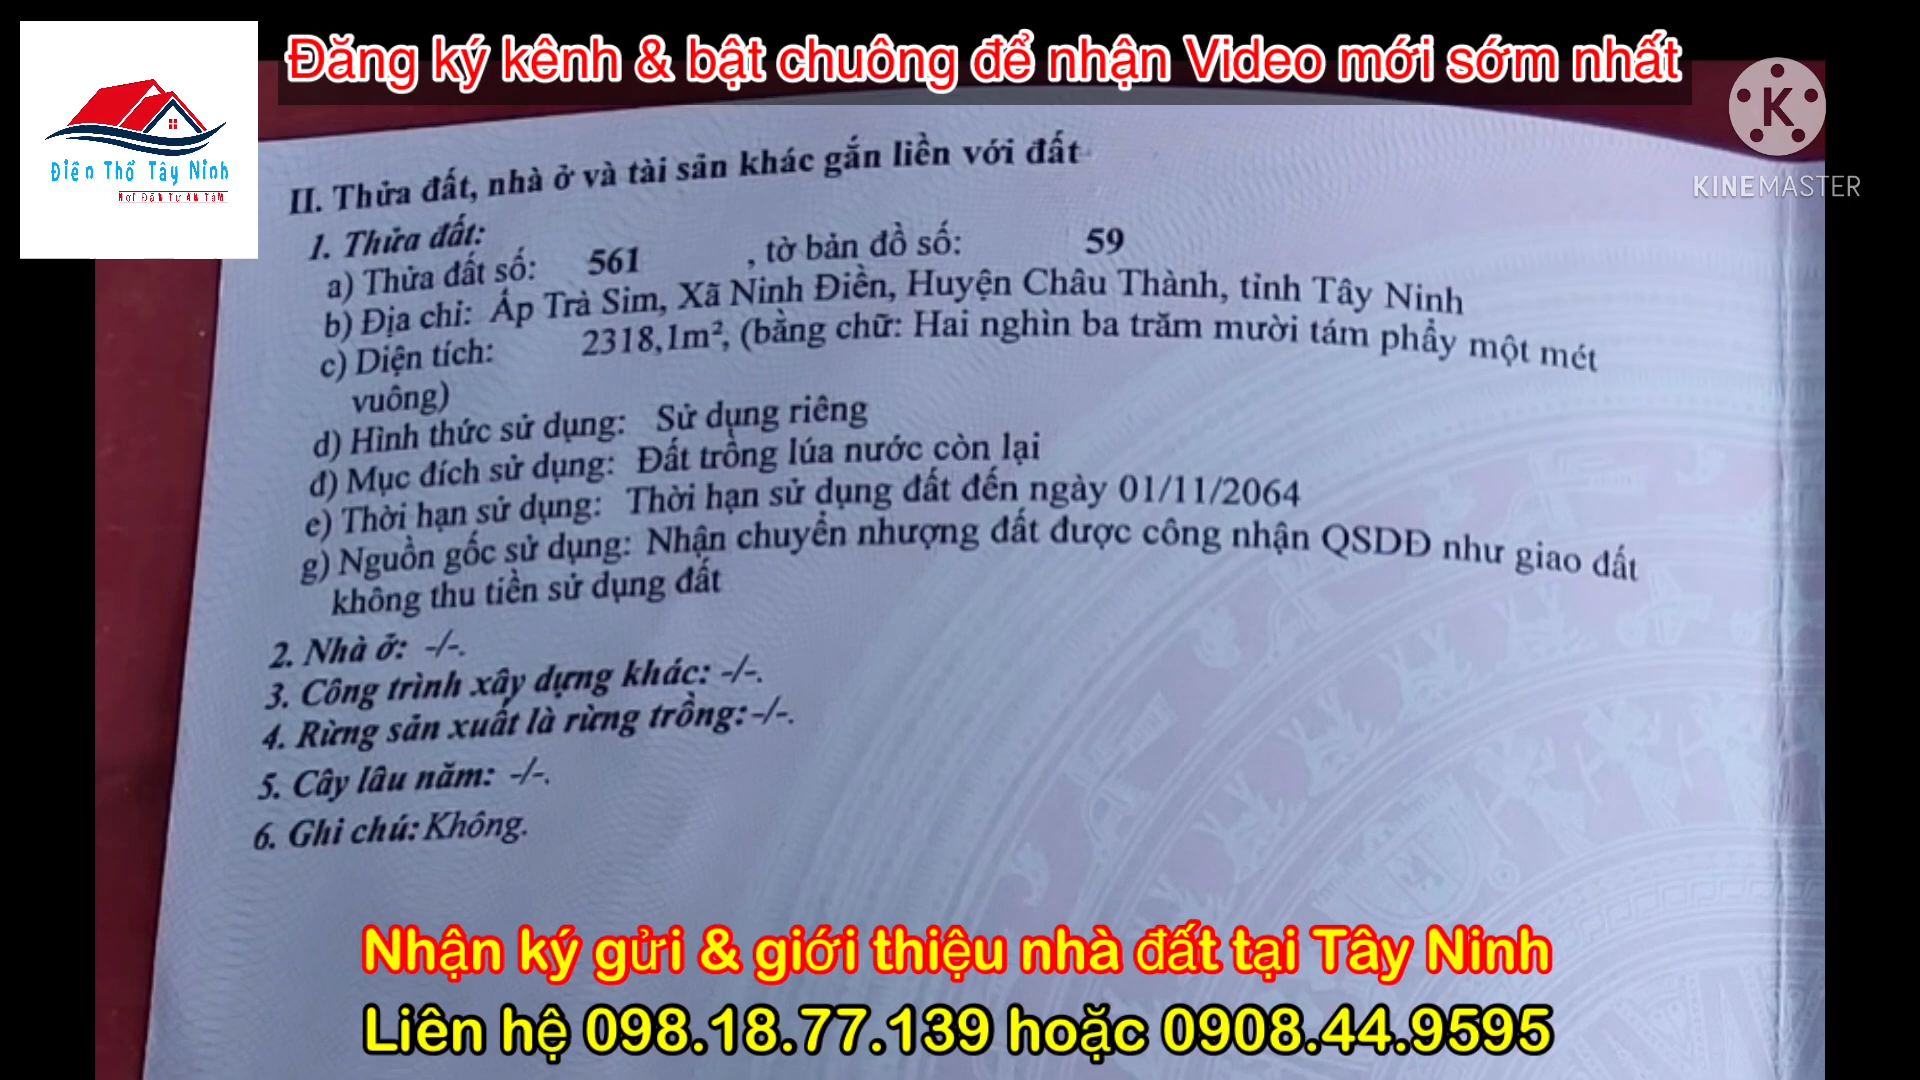 Đăng ký kênh & bật chuông để nhận Video mới sớm nhất
Điền Thổ Tây Ninh
Nơi Đầu Tư An Tâm
K
KINEMASTER
II. Thửa đất, nhà ở và tài sản khác gắn liền với đất
1. Thửa đất:
a) Thửa đất số: 561 , tờ bản đồ số: 59
b) Địa chỉ: Ấp Trà Sim, Xã Ninh Điền, Huyện Châu Thành, tỉnh Tây Ninh
c) Diện tích: 2318,1m², (bằng chữ: Hai nghìn ba trăm mười tám phẩy một mét
vuông)
d) Hình thức sử dụng: Sử dụng riêng
đ) Mục đích sử dụng: Đất trồng lúa nước còn lại
e) Thời hạn sử dụng: Thời hạn sử dụng đất đến ngày 01/11/2064
g) Nguồn gốc sử dụng: Nhận chuyển nhượng đất được công nhận QSDĐ như giao đất
không thu tiền sử dụng đất
2. Nhà ở: -/-.
3. Công trình xây dựng khác: -/-.
4. Rừng sản xuất là rừng trồng: -/-.
5. Cây lâu năm: -/-.
6. Ghi chú: Không.
Nhận ký gửi & giới thiệu nhà đất tại Tây Ninh
Liên hệ 098.18.77.139 hoặc 0908.44.9595